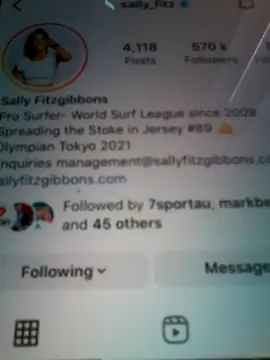 sally_fitz
4,118 570 k
Posts Followers
Sally Fitzgibbons
Pro Surfer- World Surf League since 2009
Spreading the Stoke in Jersey #89
Olympian Tokyo 2021
nquiries management@sallyfitzgibbons.co
allyfitzgibbons.com
Followed by 7sportau, markbe
and 45 others
Following Message